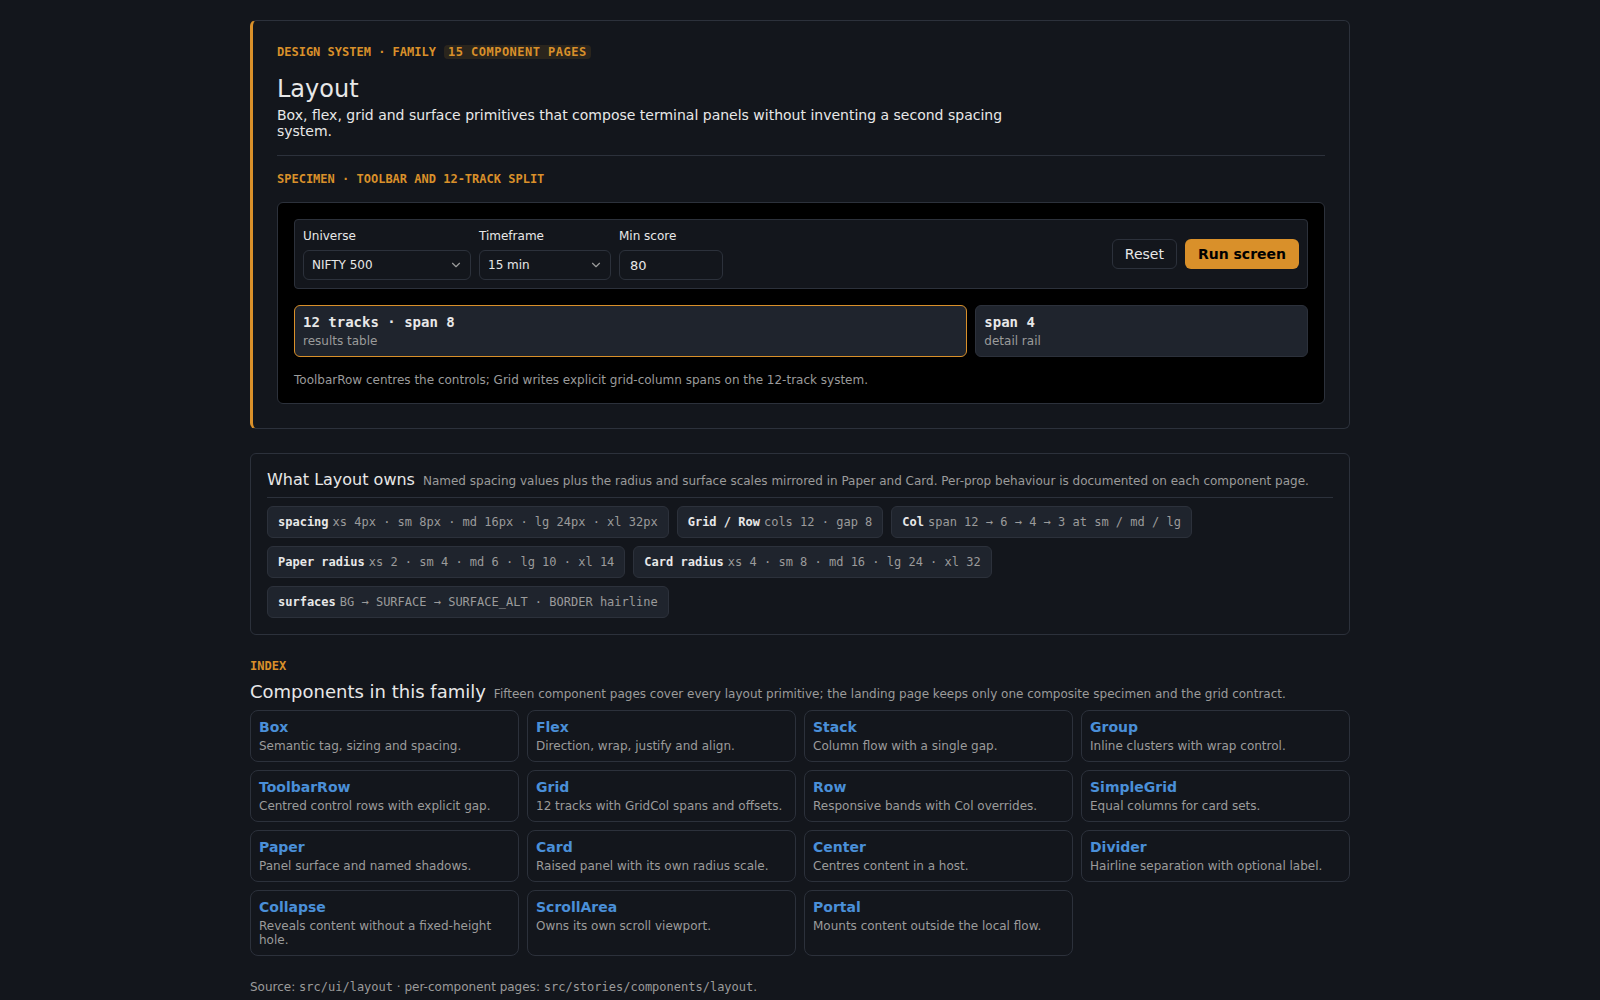 DESIGN SYSTEM · FAMILY 15 COMPONENT PAGES
Layout
Box, flex, grid and surface primitives that compose terminal panels without inventing a second spacing
system.
SPECIMEN · TOOLBAR AND 12-TRACK SPLIT
Universe Timeframe Min score
NIFTY 500 15 min 80 Reset Run screen
12 tracks · span 8 span 4
results table detail rail
ToolbarRow centres the controls; Grid writes explicit grid-column spans on the 12-track system.
What Layout owns Named spacing values plus the radius and surface scales mirrored in Paper and Card. Per-prop behaviour is documented on each component page.
spacing xs 4px · sm 8px · md 16px · lg 24px · xl 32px Grid / Row cols 12 · gap 8 Col span 12 → 6 → 4 → 3 at sm / md / lg
Paper radius xs 2 · sm 4 · md 6 · lg 10 · xl 14 Card radius xs 4 · sm 8 · md 16 · lg 24 · xl 32
surfaces BG → SURFACE → SURFACE_ALT · BORDER hairline
INDEX
Components in this family Fifteen component pages cover every layout primitive; the landing page keeps only one composite specimen and the grid contract.
Box Flex Stack Group
Semantic tag, sizing and spacing. Direction, wrap, justify and align. Column flow with a single gap. Inline clusters with wrap control.
ToolbarRow Grid Row SimpleGrid
Centred control rows with explicit gap. 12 tracks with GridCol spans and offsets. Responsive bands with Col overrides. Equal columns for card sets.
Paper Card Center Divider
Panel surface and named shadows. Raised panel with its own radius scale. Centres content in a host. Hairline separation with optional label.
Collapse ScrollArea Portal
Reveals content without a fixed-height Owns its own scroll viewport. Mounts content outside the local flow.
hole.
Source: src/ui/layout · per-component pages: src/stories/components/layout.